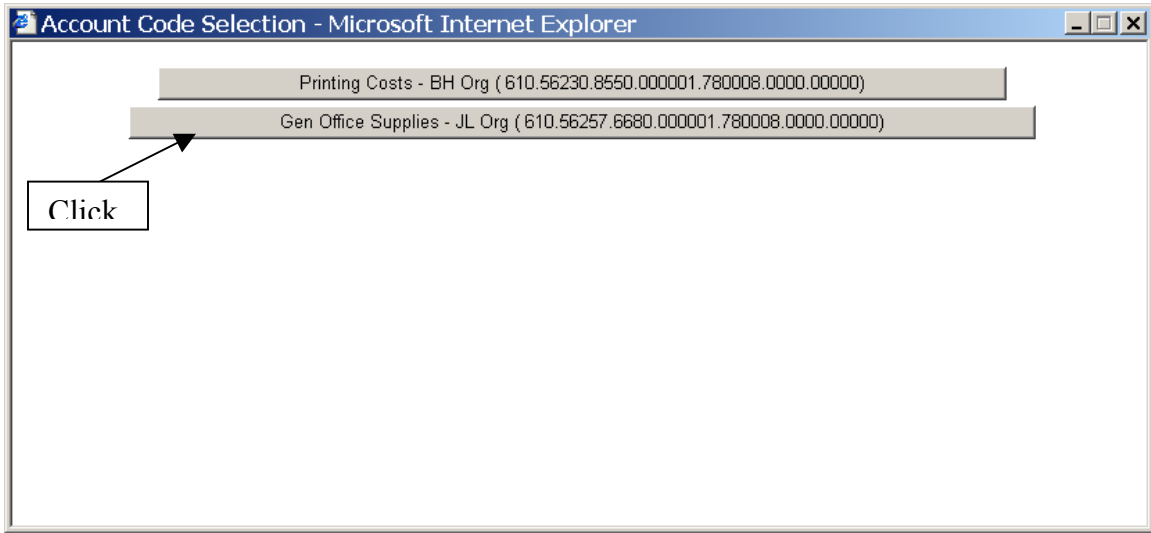 Account Code Selection - Microsoft Internet Explorer
Printing Costs - BH Org ( 610.56230.8550.000001.780008.0000.00000)
Gen Office Supplies - JL Org ( 610.56257.6680.000001.780008.0000.00000)
Click